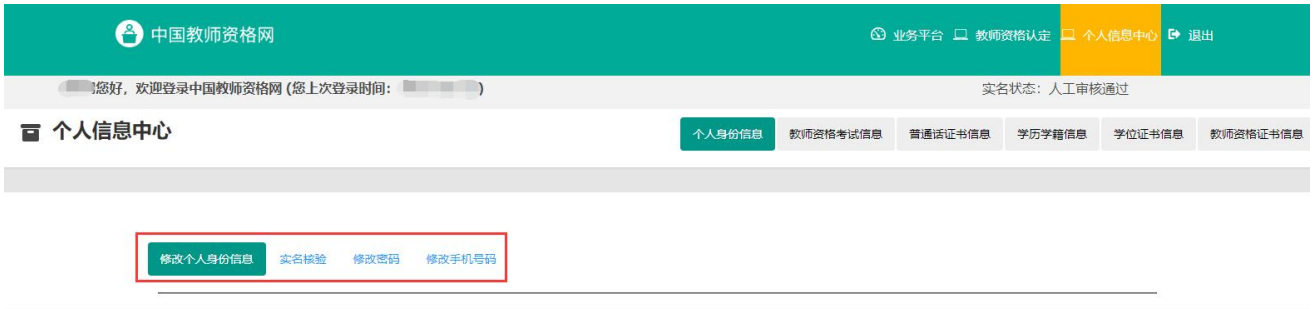 中国教师资格网
业务平台 教师资格认定 个人信息中心 退出
您好，欢迎登录中国教师资格网 (您上次登录时间： )
实名状态：人工审核通过
个人信息中心
个人身份信息 教师资格考试信息 普通话证书信息 学历学籍信息 学位证书信息 教师资格证书信息
修改个人身份信息 实名核验 修改密码 修改手机号码